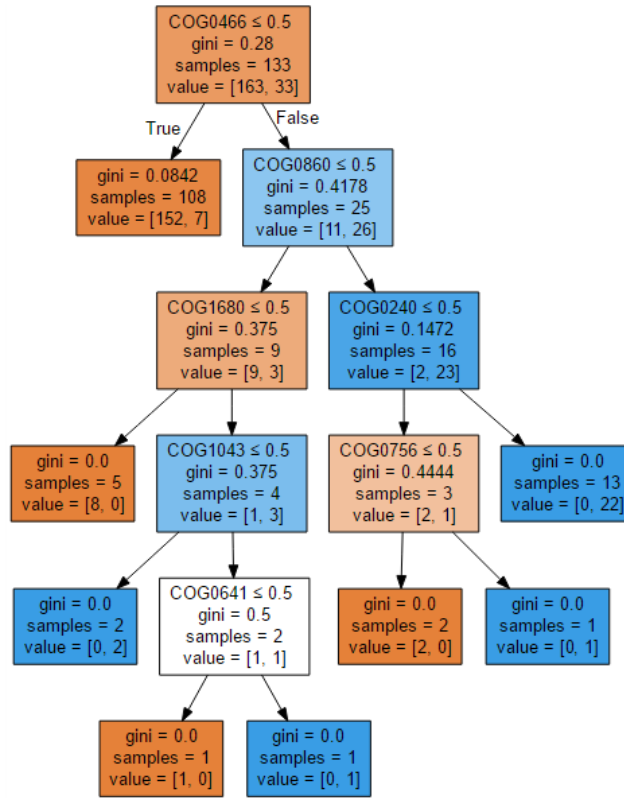 COG0466 ≤ 0.5
gini = 0.28
samples = 133
value = [163, 33]
True
False
gini = 0.0842
samples = 108
value = [152, 7]
COG0860 ≤ 0.5
gini = 0.4178
samples = 25
value = [11, 26]
COG1680 ≤ 0.5
gini = 0.375
samples = 9
value = [9, 3]
COG0240 ≤ 0.5
gini = 0.1472
samples = 16
value = [2, 23]
gini = 0.0
samples = 5
value = [8, 0]
COG1043 ≤ 0.5
gini = 0.375
samples = 4
value = [1, 3]
COG0756 ≤ 0.5
gini = 0.4444
samples = 3
value = [2, 1]
gini = 0.0
samples = 13
value = [0, 22]
gini = 0.0
samples = 2
value = [0, 2]
COG0641 ≤ 0.5
gini = 0.5
samples = 2
value = [1, 1]
gini = 0.0
samples = 2
value = [2, 0]
gini = 0.0
samples = 1
value = [0, 1]
gini = 0.0
samples = 1
value = [1, 0]
gini = 0.0
samples = 1
value = [0, 1]